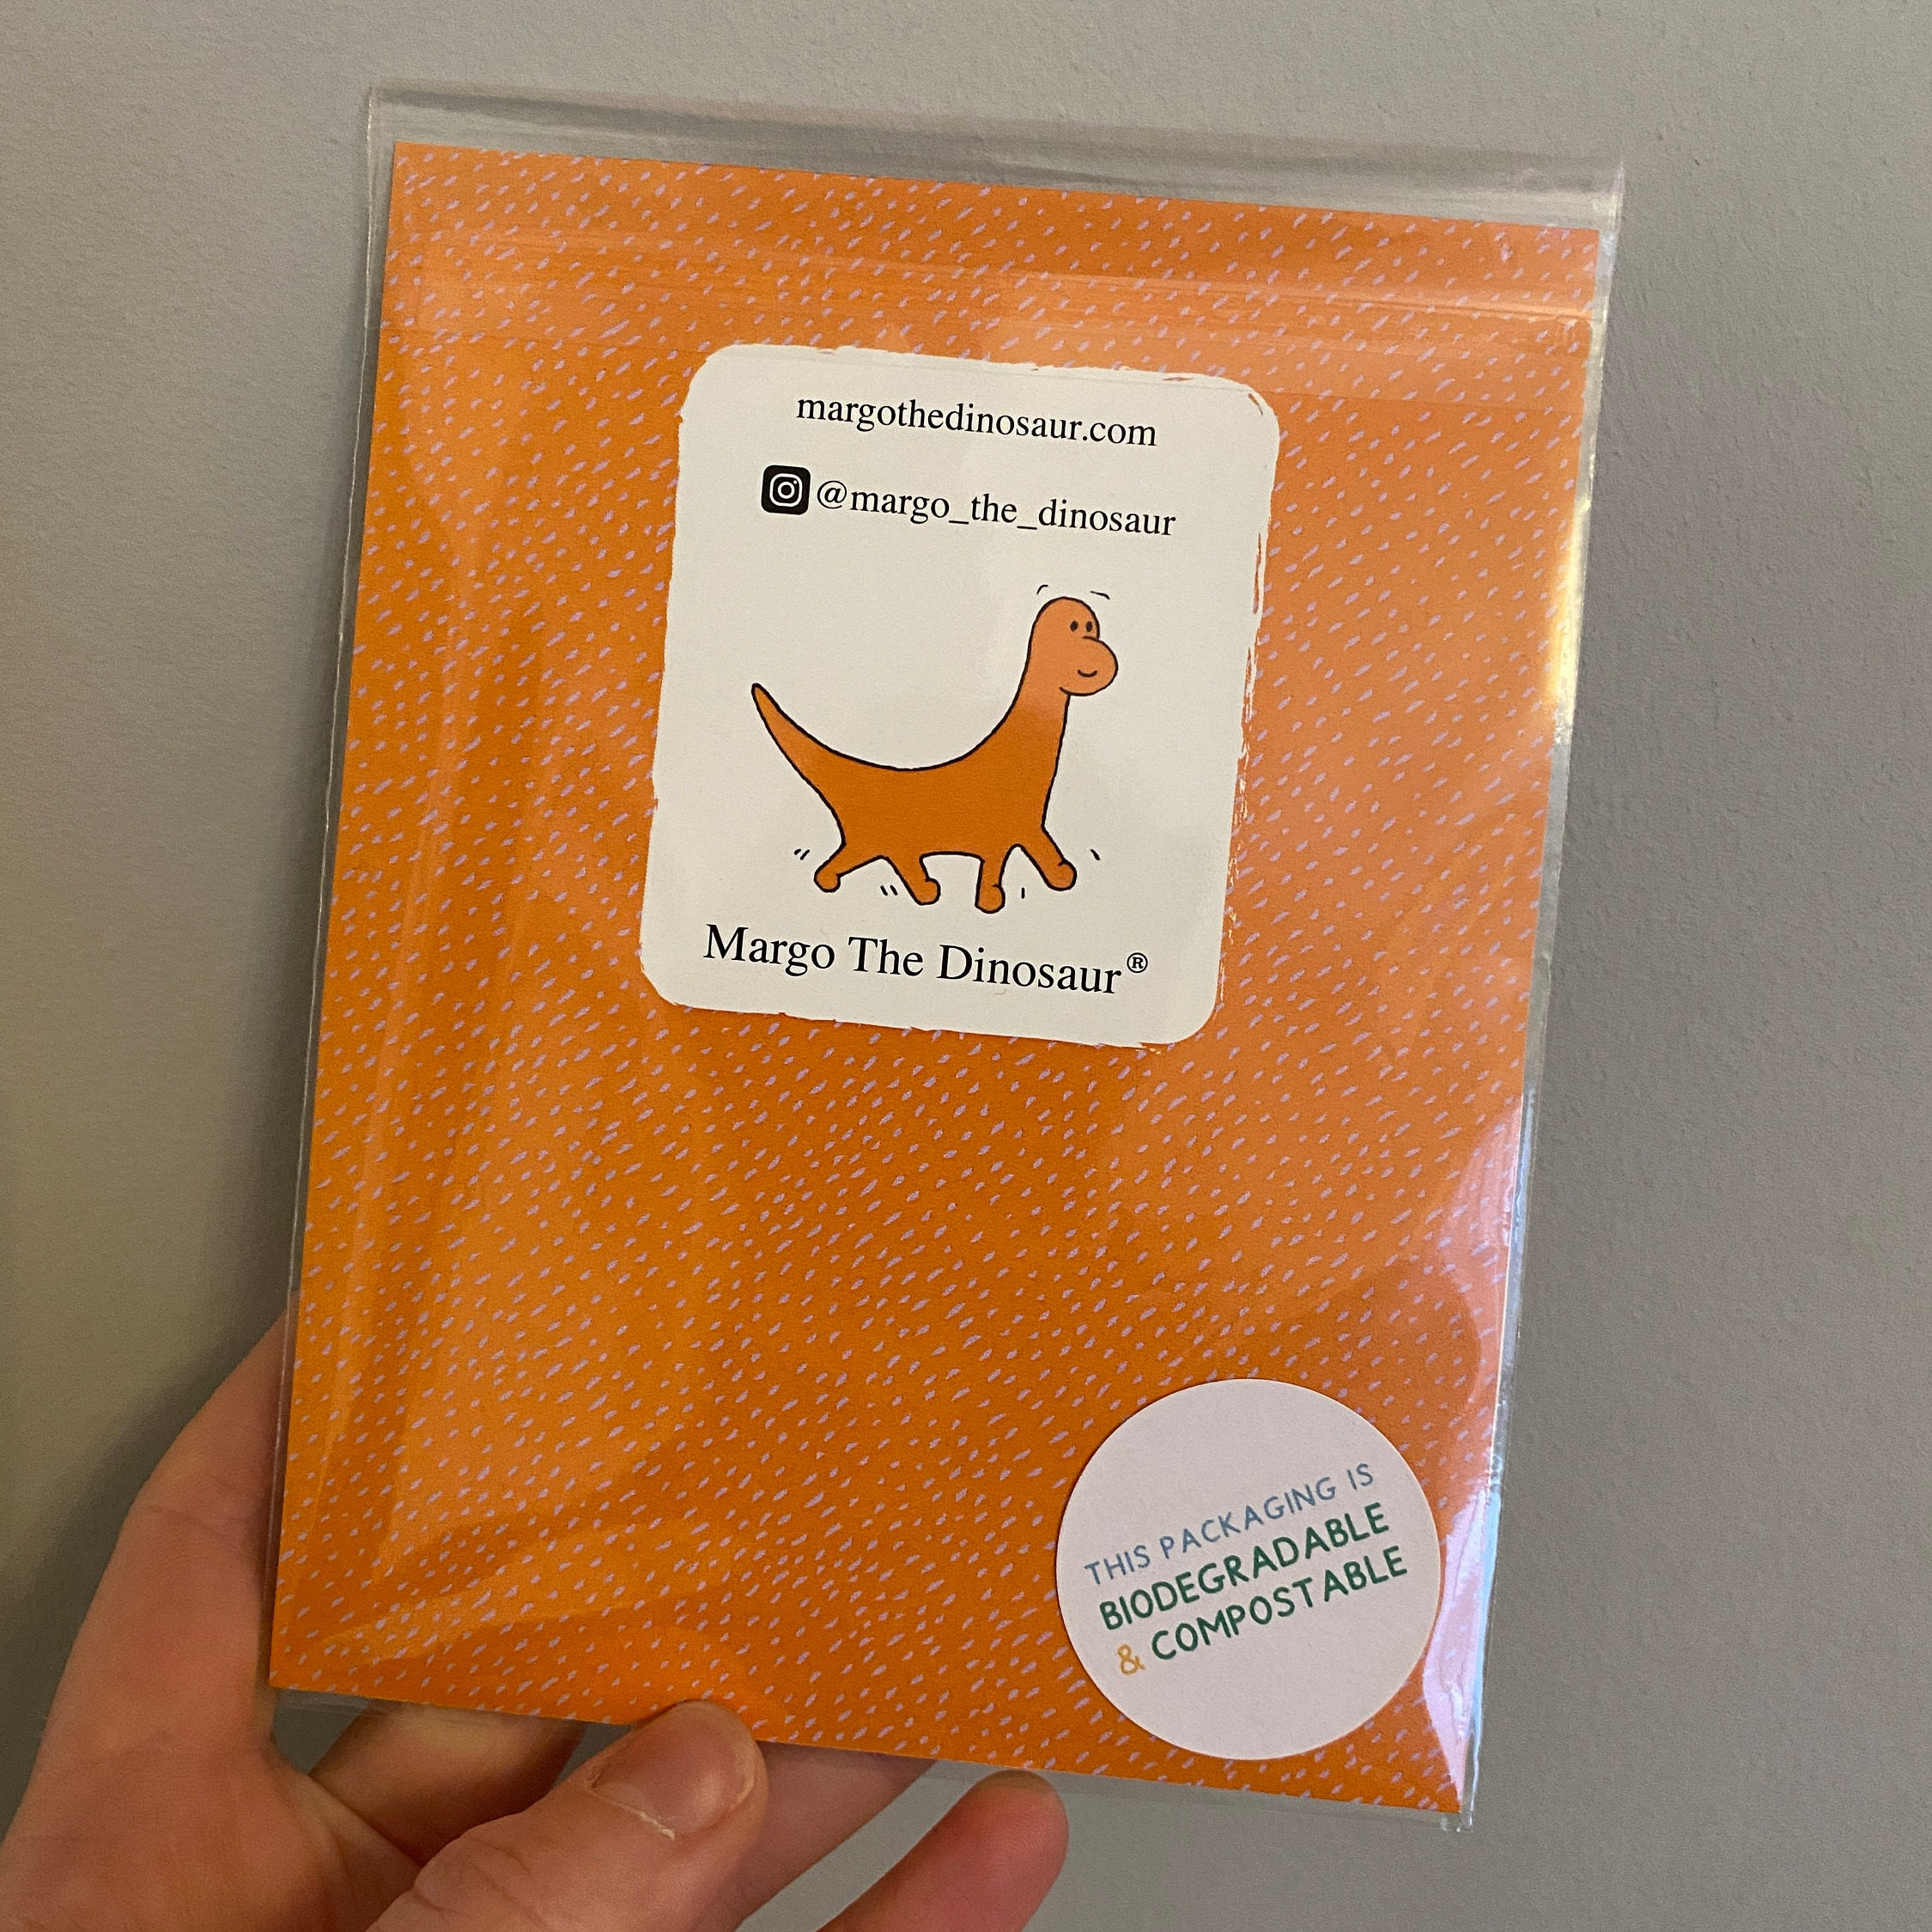 margothedinosaur.com
@margo_the_dinosaur
Margo The Dinosaur®
THIS PACKAGING IS
BIODEGRADABLE
& COMPOSTABLE